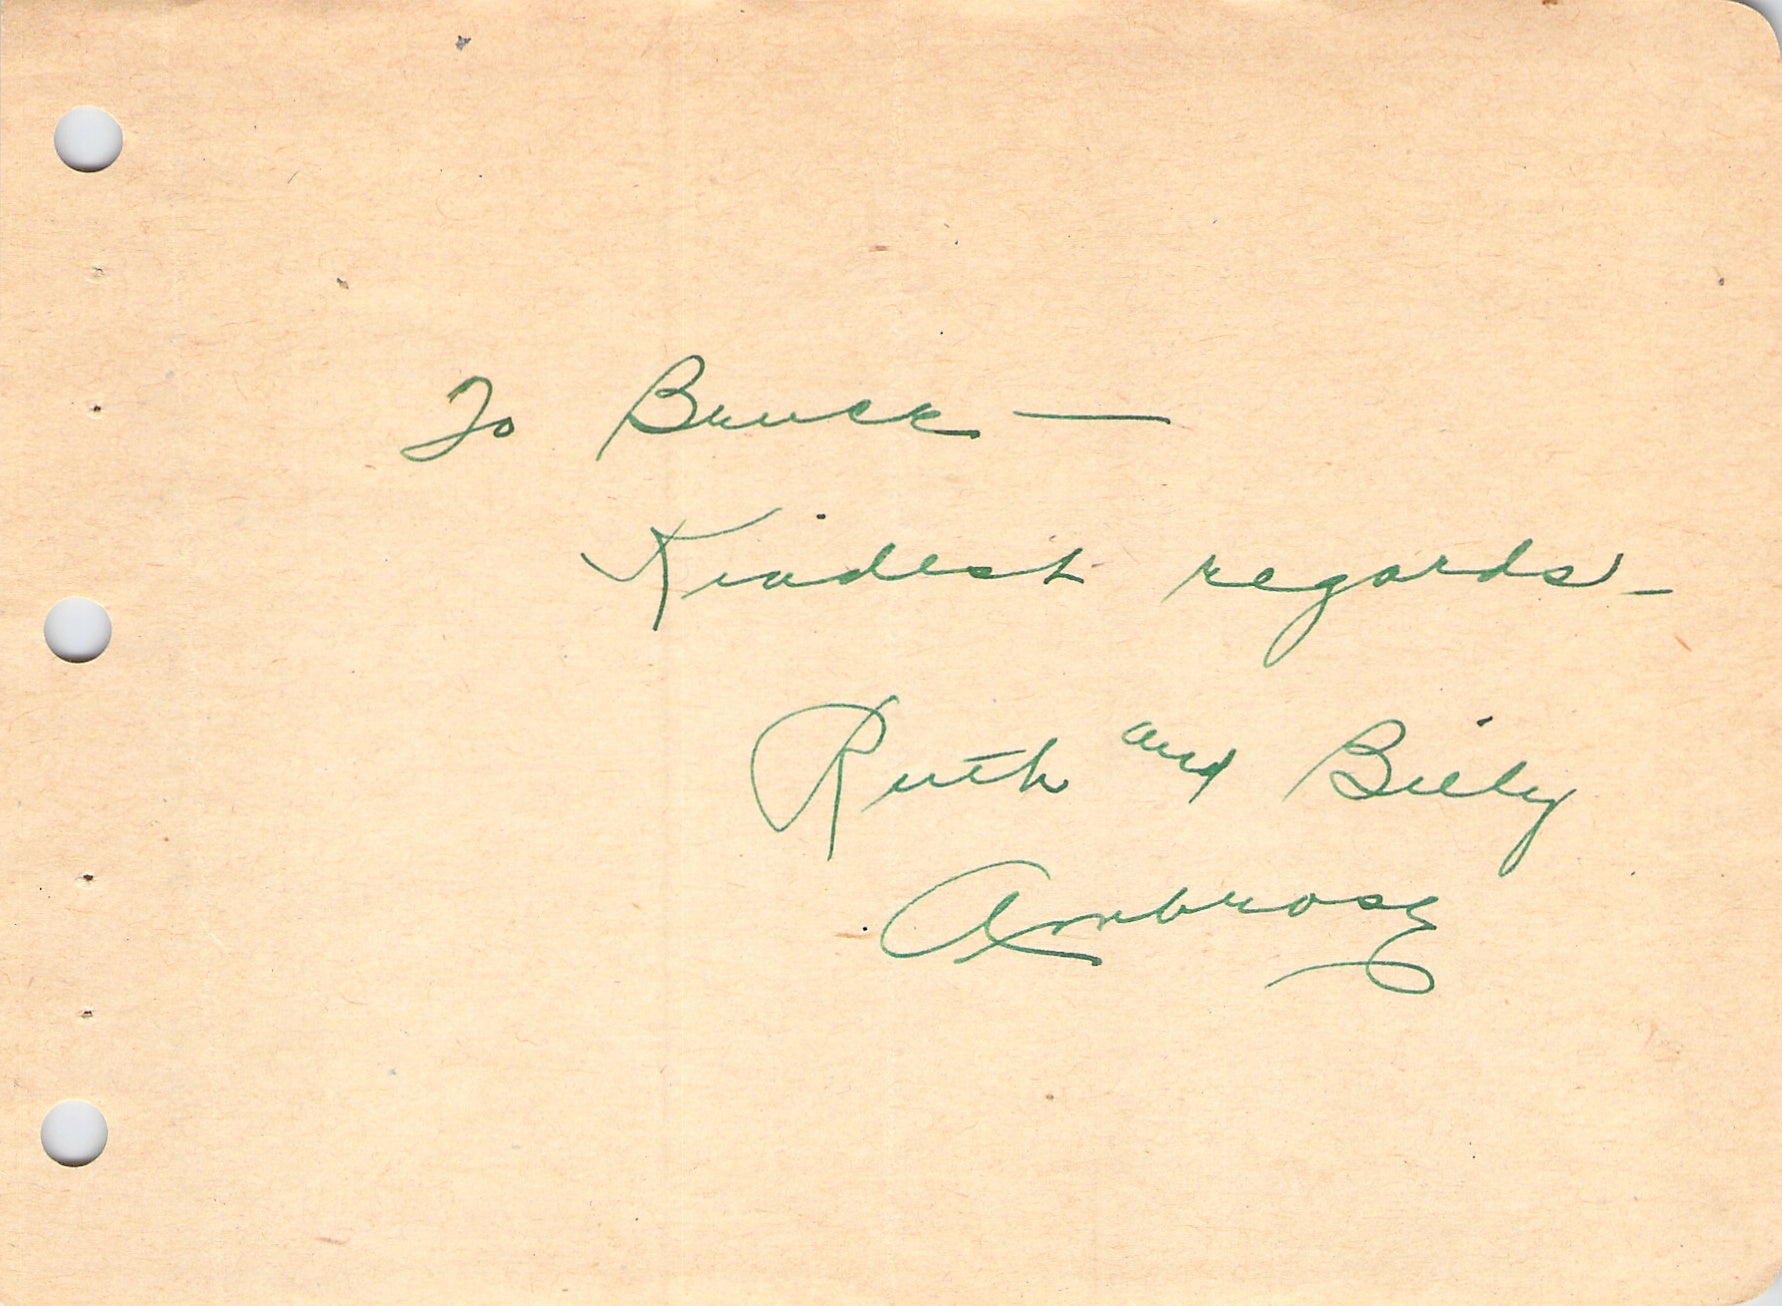 To Bruce —
Kindest regards –
Ruth and Billy
Ambrose